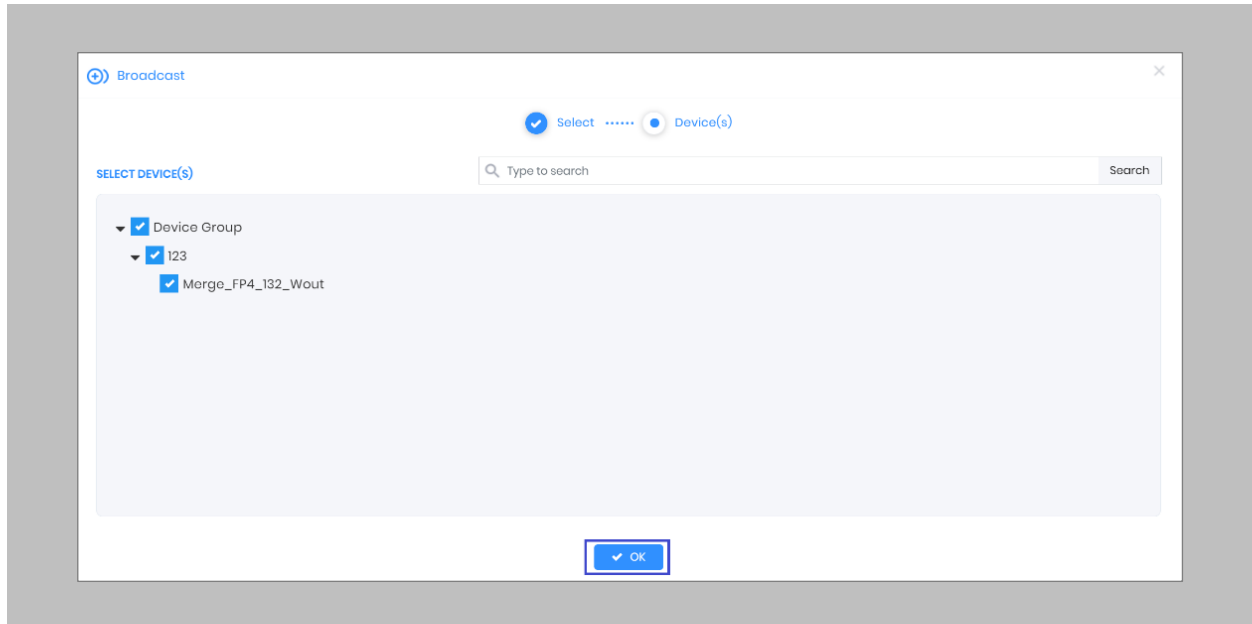 Broadcast
Select Device(s)
SELECT DEVICE(S)
Type to search Search
Device Group
123
Merge_FP4_132_Wout
OK